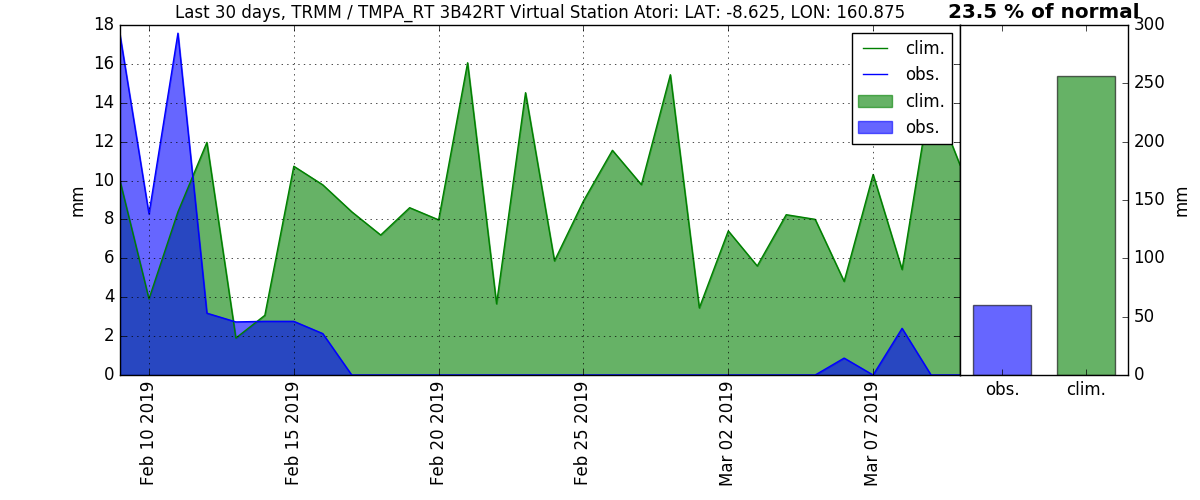 Last 30 days, TRMM / TMPA_RT 3B42RT Virtual Station Atori: LAT: -8.625, LON: 160.875
23.5 % of normal
18
16
14
12
10
8
6
4
2
0
mm
clim.
obs.
clim.
obs.
Feb 10 2019
Feb 15 2019
Feb 20 2019
Feb 25 2019
Mar 02 2019
Mar 07 2019
300
250
200
150
100
50
0
mm
obs.
clim.